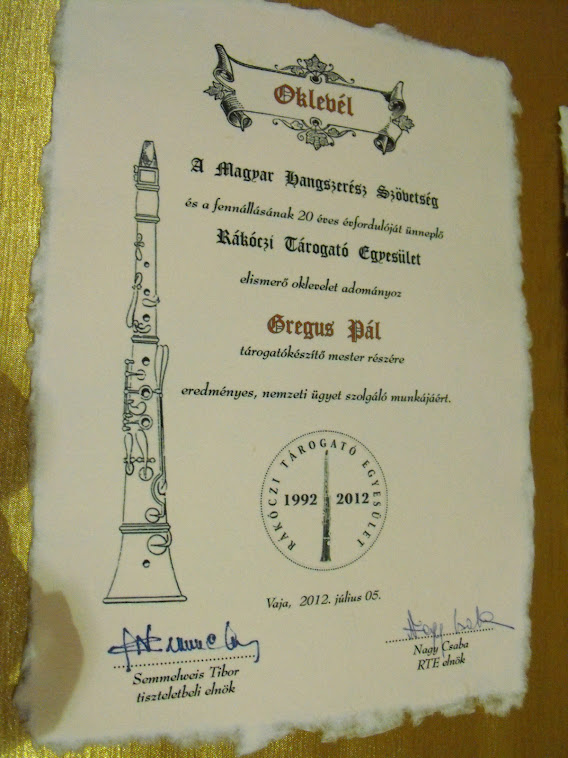 Oklevél
A Magyar Hangszerész Szövetség
és a fennállásának 20 éves évfordulóját ünneplő
Rákóczi Tárogató Egyesület
elismerő oklevelet adományoz
Gregus Pál
tárogatókészítő mester részére
eredményes, nemzeti ügyet szolgáló munkájáért.
RÁKÓCZI TÁROGATÓ EGYESÜLET
1992 2012
Vaja, 2012. július 05.
Semmelweis Tibor
tiszteletbeli elnök
Nagy Csaba
RTE elnök